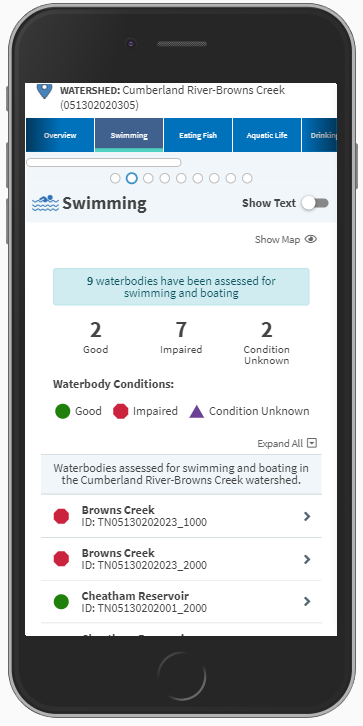 WATERSHED: Cumberland River-Browns Creek
(051302020305)
Overview Swimming Eating Fish Aquatic Life Drinking
Swimming Show Text
Show Map
9 waterbodies have been assessed for
swimming and boating
2 7 2
Good Impaired Condition
Unknown
Waterbody Conditions:
Good Impaired Condition Unknown
Expand All
Waterbodies assessed for swimming and boating in
the Cumberland River-Browns Creek watershed.
Browns Creek
ID: TN05130202023_1000
Browns Creek
ID: TN05130202023_2000
Cheatham Reservoir
ID: TN05130202001_2000